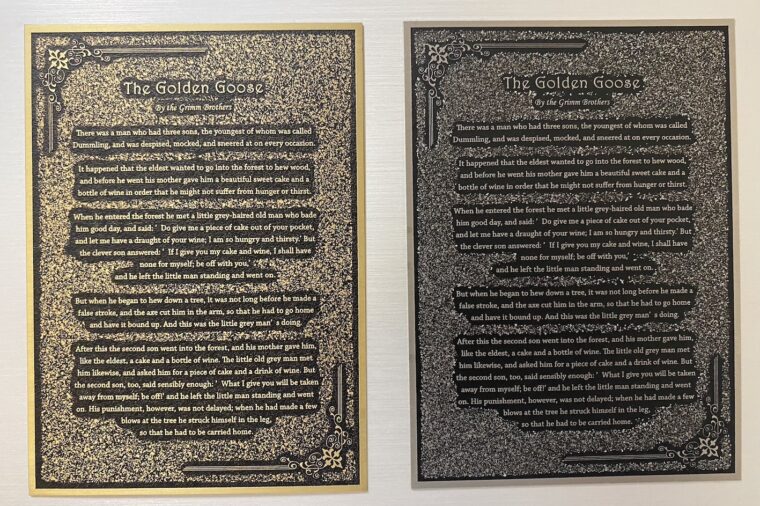 The Golden Goose
By the Grimm Brothers
There was a man who had three sons, the youngest of whom was called
Dummling, and was despised, mocked, and sneered at on every occasion.
It happened that the eldest wanted to go into the forest to hew wood,
and before he went his mother gave him a beautiful sweet cake and a
bottle of wine in order that he might not suffer from hunger or thirst.
When he entered the forest he met a little grey-haired old man who bade
him good day, and said: ' Do give me a piece of cake out of your pocket,
and let me have a draught of your wine; I am so hungry and thirsty.' But
the clever son answered: ' If I give you my cake and wine, I shall have
none for myself; be off with you,'
and he left the little man standing and went on.
But when he began to hew down a tree, it was not long before he made a
false stroke, and the axe cut him in the arm, so that he had to go home
and have it bound up. And this was the little grey man' s doing.
After this the second son went into the forest, and his mother gave him,
like the eldest, a cake and a bottle of wine. The little old grey man met
him likewise, and asked him for a piece of cake and a drink of wine. But
the second son, too, said sensibly enough: ' What I give you will be taken
away from myself; be off!' and he left the little man standing and went
on. His punishment, however, was not delayed; when he had made a few
blows at the tree he struck himself in the leg,
so that he had to be carried home.
The Golden Goose
By the Grimm Brothers
There was a man who had three sons, the youngest of whom was called
Dummling, and was despised, mocked, and sneered at on every occasion.
It happened that the eldest wanted to go into the forest to hew wood,
and before he went his mother gave him a beautiful sweet cake and a
bottle of wine in order that he might not suffer from hunger or thirst.
When he entered the forest he met a little grey-haired old man who bade
him good day, and said: ' Do give me a piece of cake out of your pocket,
and let me have a draught of your wine; I am so hungry and thirsty.' But
the clever son answered: ' If I give you my cake and wine, I shall have
none for myself; be off with you,'
and he left the little man standing and went on.
But when he began to hew down a tree, it was not long before he made a
false stroke, and the axe cut him in the arm, so that he had to go home
and have it bound up. And this was the little grey man' s doing.
After this the second son went into the forest, and his mother gave him,
like the eldest, a cake and a bottle of wine. The little old grey man met
him likewise, and asked him for a piece of cake and a drink of wine. But
the second son, too, said sensibly enough: ' What I give you will be taken
away from myself; be off!' and he left the little man standing and went
on. His punishment, however, was not delayed; when he had made a few
blows at the tree he struck himself in the leg,
so that he had to be carried home.